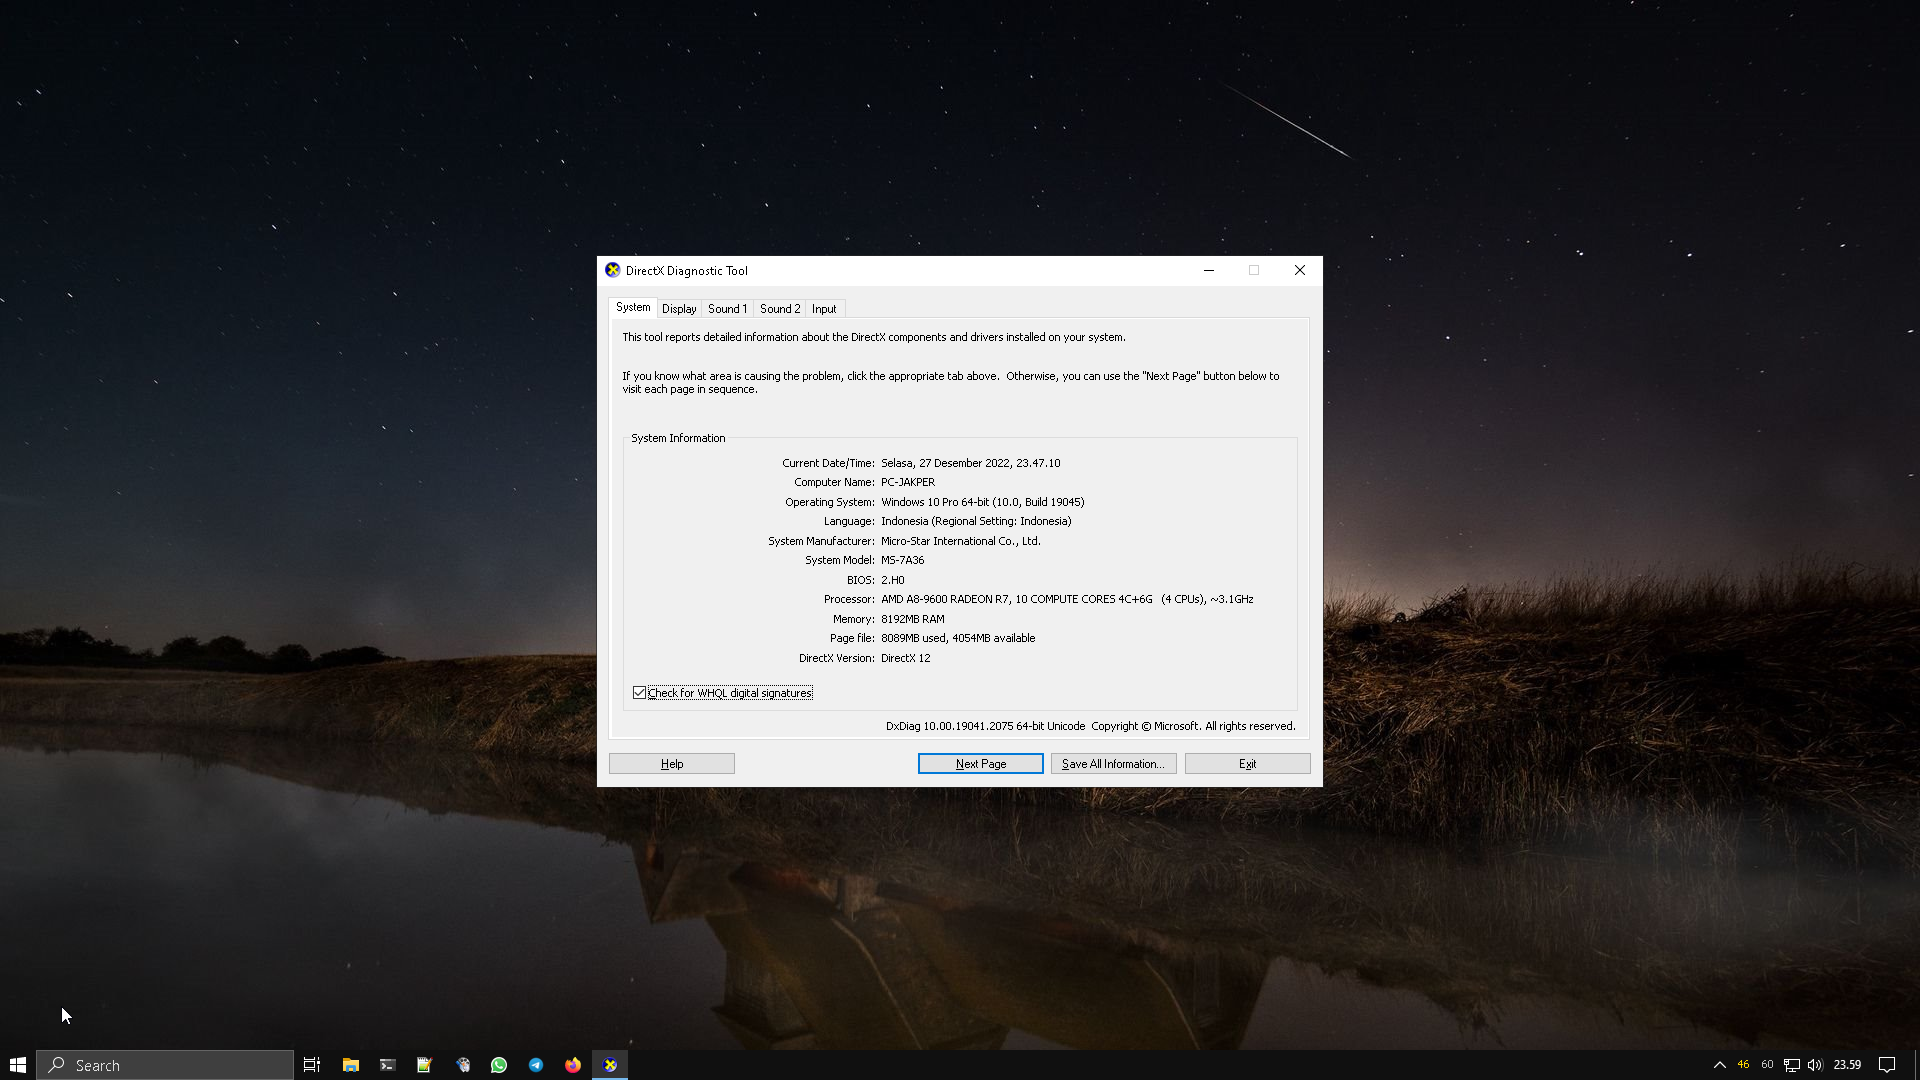 DirectX Diagnostic Tool
System Display Sound 1 Sound 2 Input
This tool reports detailed information about the DirectX components and drivers installed on your system.
If you know what area is causing the problem, click the appropriate tab above.  Otherwise, you can use the "Next Page" button below to
visit each page in sequence.
System Information
Current Date/Time: Selasa, 27 Desember 2022, 23.47.10
Computer Name: PC-JAKPER
Operating System: Windows 10 Pro 64-bit (10.0, Build 19045)
Language: Indonesia (Regional Setting: Indonesia)
System Manufacturer: Micro-Star International Co., Ltd.
System Model: MS-7A36
BIOS: 2.H0
Processor: AMD A8-9600 RADEON R7, 10 COMPUTE CORES 4C+6G   (4 CPUs), ~3.1GHz
Memory: 8192MB RAM
Page file: 8089MB used, 4054MB available
DirectX Version: DirectX 12
Check for WHQL digital signatures
DxDiag 10.00.19041.2075 64-bit Unicode  Copyright © Microsoft. All rights reserved.
Help Next Page Save All Information... Exit
Search 46 60 23.59